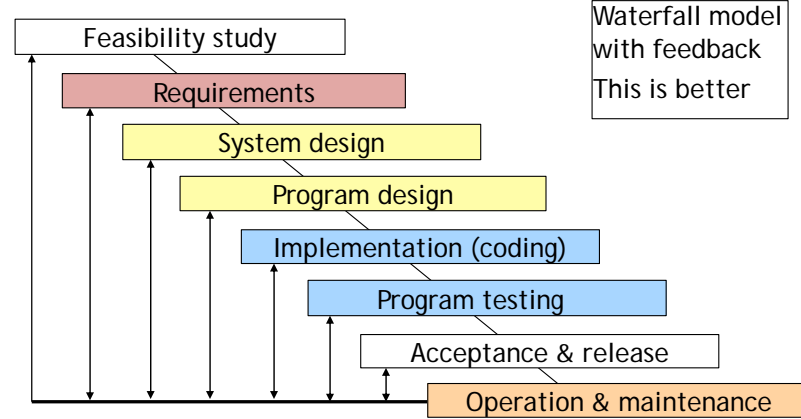 Feasibility study
Waterfall model
with feedback
This is better
Requirements
System design
Program design
Implementation (coding)
Program testing
Acceptance & release
Operation & maintenance